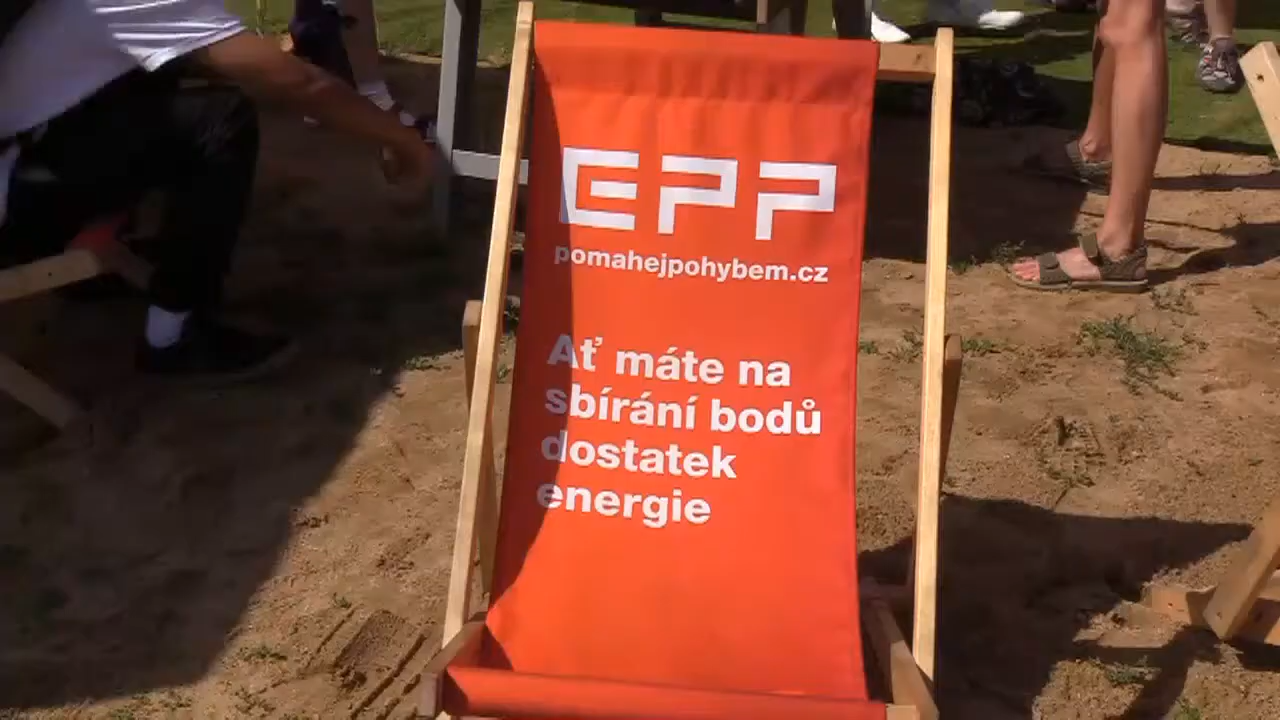 EPP
pomahejpohybem.cz
Ať máte na
sbírání bodů
dostatek
energie